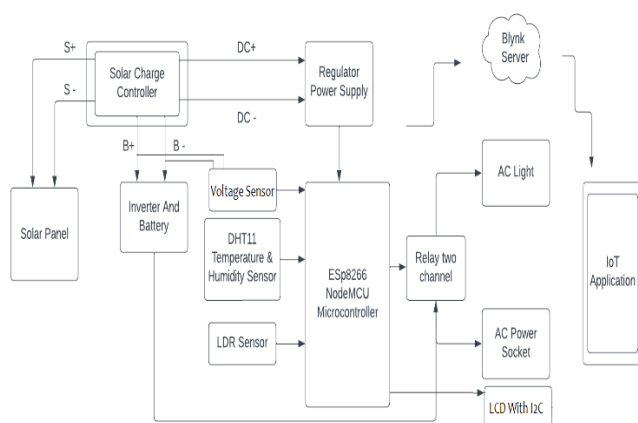 S+
DC+
Blynk
Server
Solar Charge
Controller
Regulator
Power Supply
S -
DC -
B+
B -
AC Light
Voltage Sensor
Solar Panel
Inverter And
Battery
DHT11
Temperature &
Humidity Sensor
ESp8266
NodeMCU
Microcontroller
Relay two
channel
IoT
Application
LDR Sensor
AC Power
Socket
LCD With I2C